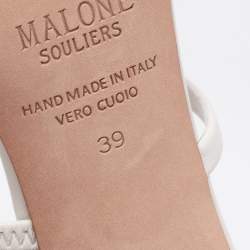 MALONE
SOULIERS
HAND MADE IN ITALY
VERO CUOIO
39